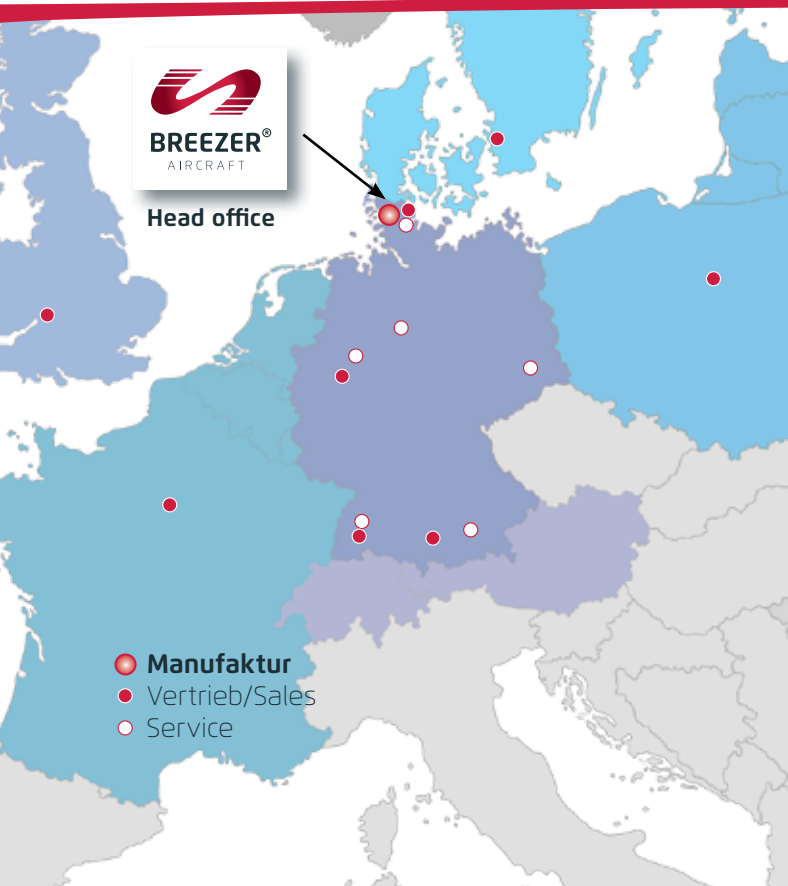 BREEZER®
AIRCRAFT
Head office
Manufaktur
Vertrieb/Sales
Service